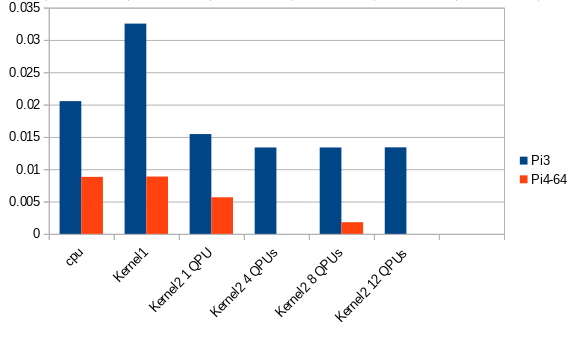 0.035
0.03
0.025
0.02
0.015
0.01
0.005
0
cpu
Kernel1
Kernel2 1 QPU
Kernel2 4 QPUs
Kernel2 8 QPUs
Kernel2 12 QPUs
Pi3
Pi4-64